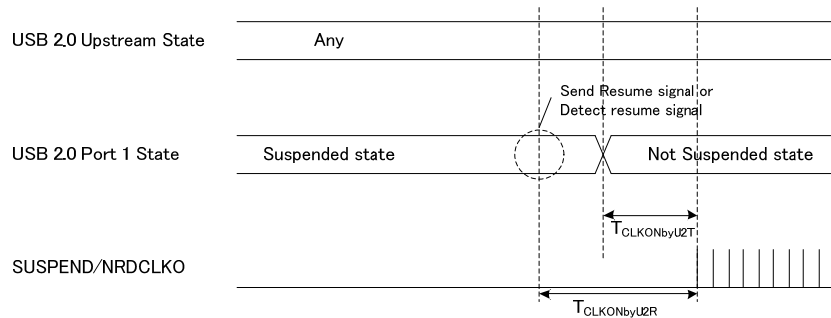 USB 2.0 Upstream State
Any
Send Resume signal or
Detect resume signal
USB 2.0 Port 1 State
Suspended state
Not Suspended state
TCLKONbyU2T
SUSPEND/NRDCLKO
TCLKONbyU2R